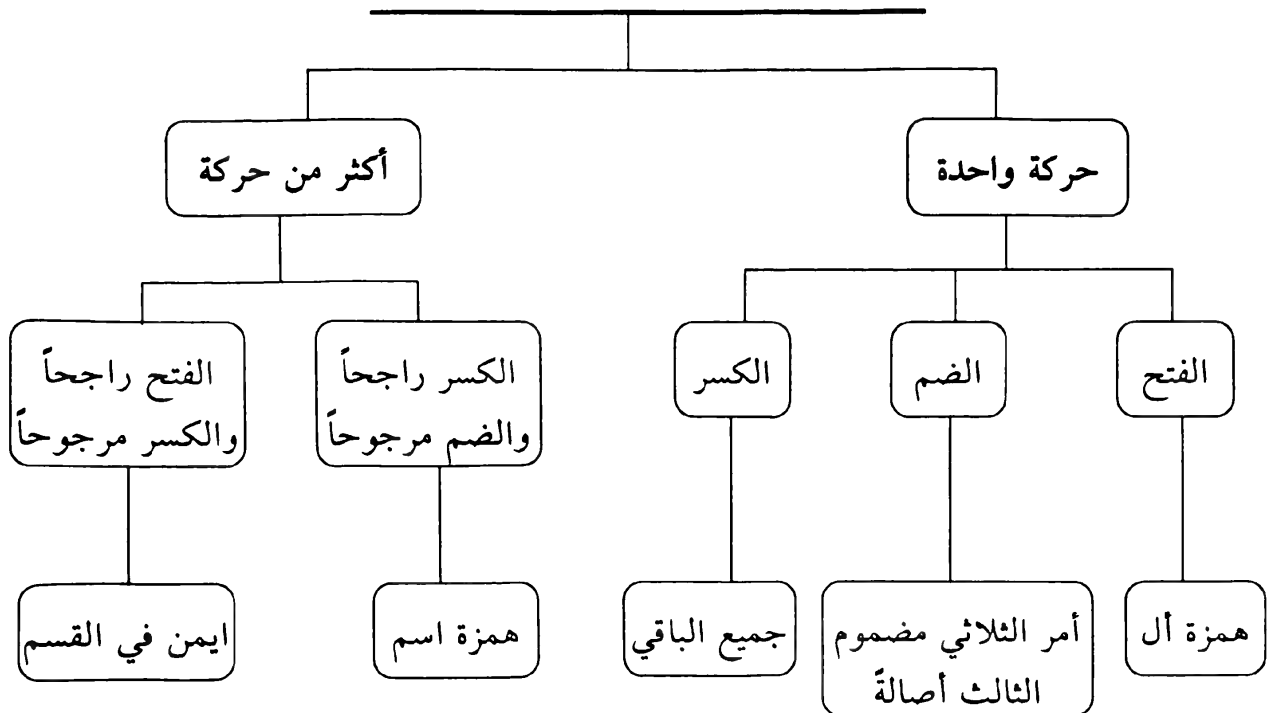 حركة واحدة
أكثر من حركة
الفتح
الضم
الكسر
الكسر راجحاً
والضم مرجوحاً
الفتح راجحاً
والكسر مرجوحاً
همزة أل
أمر الثلاثي مضموم
الثالث أصالةً
جميع الباقي
همزة اسم
ايمن في القسم